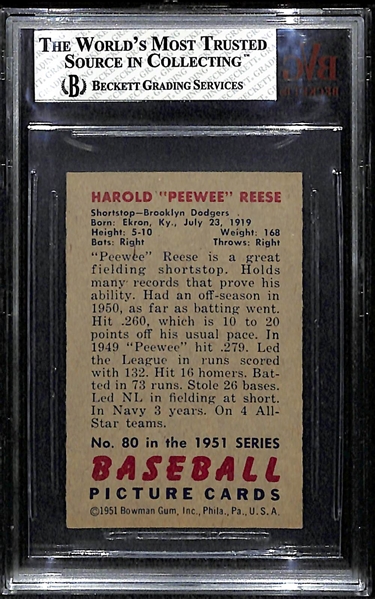 THE WORLD'S MOST TRUSTED
SOURCE IN COLLECTING™
B BECKETT GRADING SERVICES
HAROLD "PEEWEE" REESE
Shortstop—Brooklyn Dodgers
Born: Ekron, Ky., July 23, 1919
Height: 5-10 Weight: 168
Bats: Right Throws: Right
"Peewee" Reese is a great
fielding shortstop. Holds
many records that prove his
ability. Had an off-season in
1950, as far as batting went.
Hit .260, which is 10 to 20
points off his usual pace. In
1949 "Peewee" hit .279. Led
the League in runs scored
with 132. Hit 16 homers. Bat-
ted in 73 runs. Stole 26 bases.
Led NL in fielding at short.
In Navy 3 years. On 4 All-
Star teams.
No. 80 in the 1951 SERIES
BASEBALL
PICTURE CARDS
©1951 Bowman Gum, Inc., Phila., Pa., U. S. A.